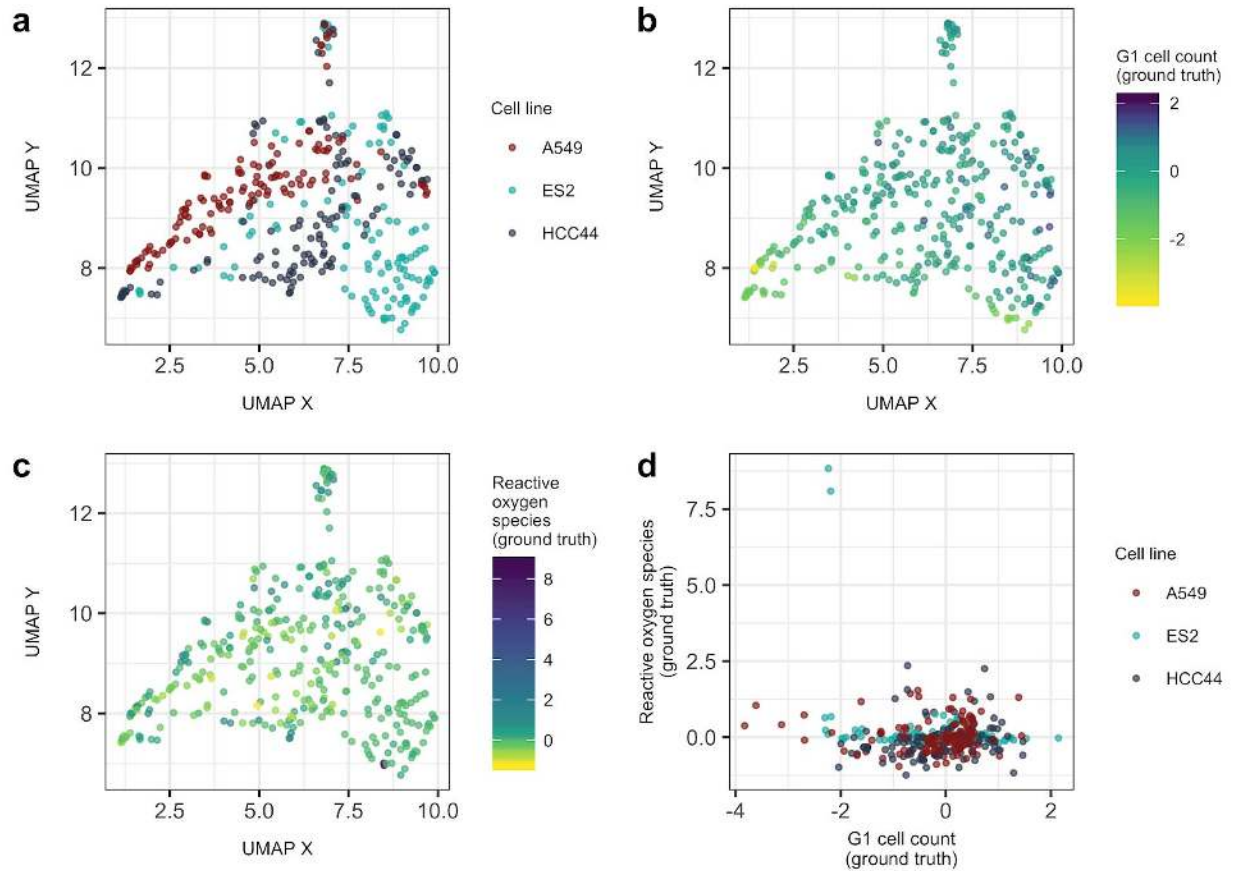 a
12
10
8
UMAP Y
2.5 5.0 7.5 10.0
UMAP X
Cell line
A549
ES2
HCC44
b
12
10
8
UMAP Y
2.5 5.0 7.5 10.0
UMAP X
G1 cell count
(ground truth)
2
0
-2
c
12
10
8
UMAP Y
2.5 5.0 7.5 10.0
UMAP X
Reactive
oxygen
species
(ground truth)
8
6
4
2
0
d
7.5
5.0
2.5
0.0
Reactive oxygen species
(ground truth)
-4 -2 0 2
G1 cell count
(ground truth)
Cell line
A549
ES2
HCC44